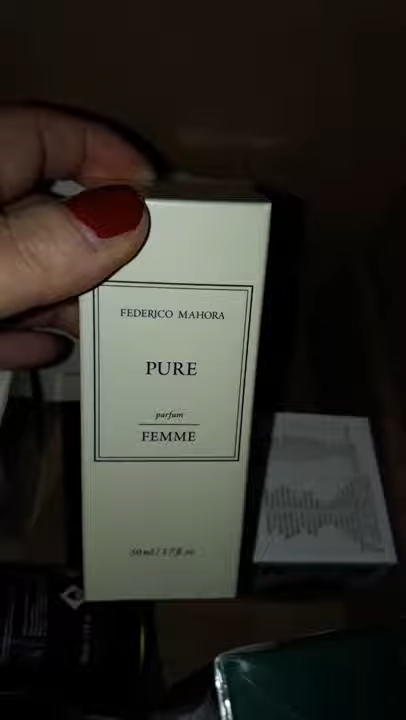 FEDERICO MAHORA
PURE
parfum
FEMME
50 ml / 1.7 fl. oz